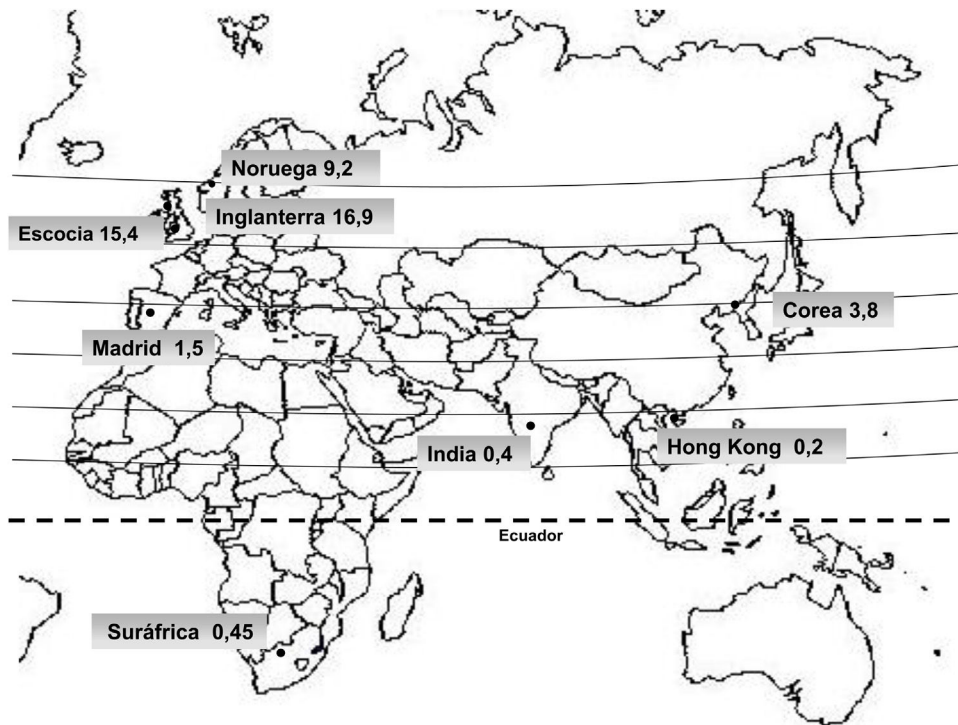 Noruega 9,2
Inglanterra 16,9
Escocia 15,4
Corea 3,8
Madrid 1,5
India 0,4
Hong Kong 0,2
Ecuador
Suráfrica 0,45